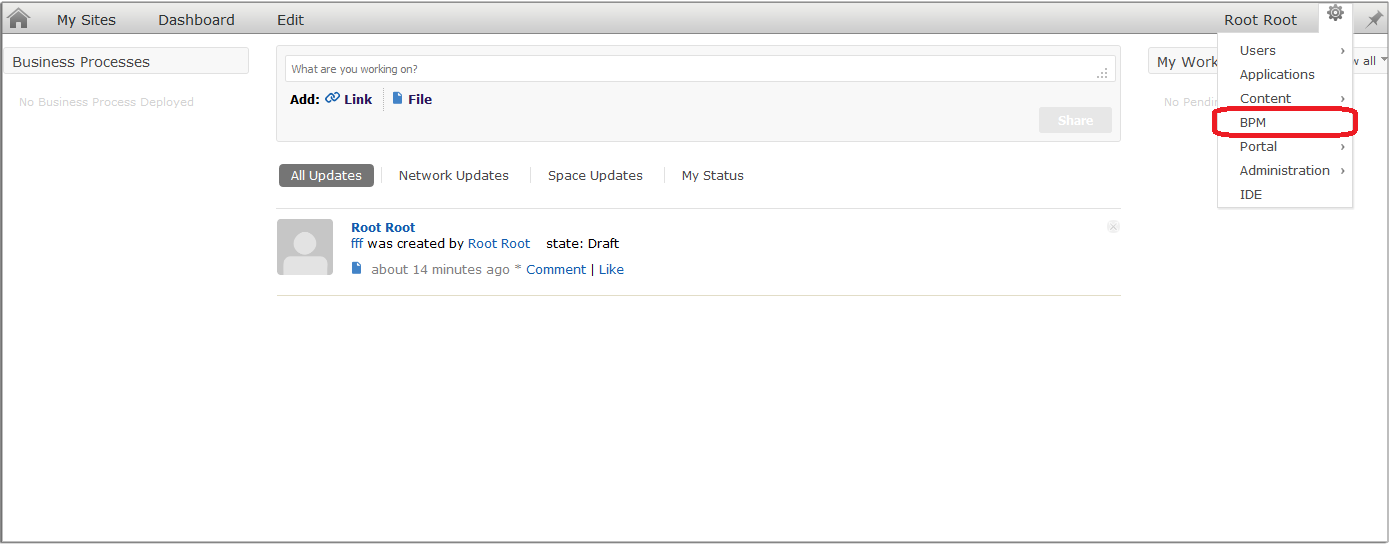 My Sites Dashboard Edit Root Root
Business Processes
No Business Process Deployed
What are you working on?
Add: Link File
Share
All Updates Network Updates Space Updates My Status
Root Root
fff was created by Root Root state: Draft
about 14 minutes ago * Comment | Like
My Work all
No
Users ›
Applications
Content ›
BPM
Portal ›
Administration ›
IDE